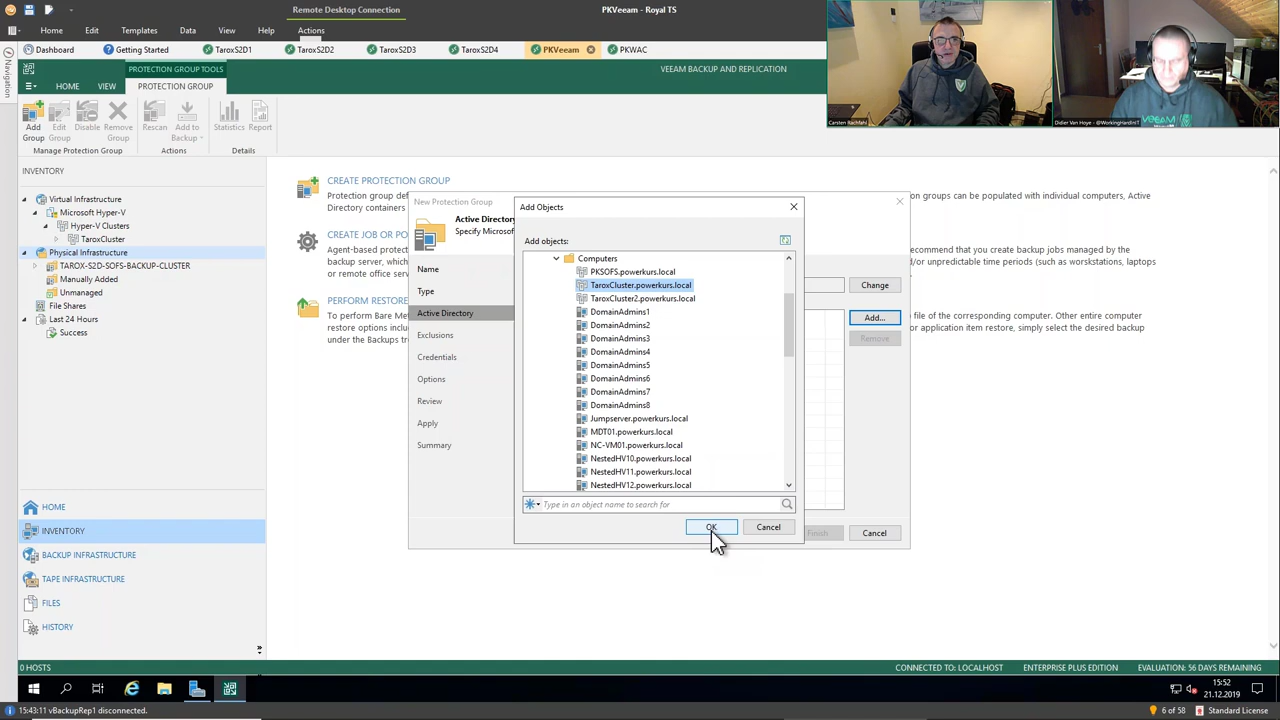 Remote Desktop Connection
PKVeeam - Royal TS
Home
Edit
Templates
Data
View
Help
Actions
Dashboard
Getting Started
TaroxS2D1
TaroxS2D2
TaroxS2D3
TaroxS2D4
PKVeeam
PKWAC
Navigation
PROTECTION GROUP TOOLS
VEEAM BACKUP AND REPLICATION
HOME
VIEW
PROTECTION GROUP
Add Group
Edit Group
Disable
Remove Group
Rescan
Add to Backup
Statistics
Report
Manage Protection Group
Actions
Details
Carsten Rachfahl
Didier Van Hoye - @WorkingHardInIT
VEEAM
INVENTORY
Virtual Infrastructure
Microsoft Hyper-V
Hyper-V Clusters
TaroxCluster
Physical Infrastructure
TAROX-S2D-SOFS-BACKUP-CLUSTER
Manually Added
Unmanaged
File Shares
Last 24 Hours
Success
CREATE PROTECTION GROUP
Protection group def
Directory containers
on groups can be populated with individual computers, Active
CREATE JOB OR PO
Agent-based protec
backup server, which
or remote office serv
ecommend that you create backup jobs managed by the
d/or unpredictable time periods (such as worskstations, laptops
PERFORM RESTORE
To perform Bare Met
restore options inclu
under the Backups tr
file of the corresponding computer. Other entire computer
or application item restore, simply select the desired backup
New Protection Group
Active Directory
Specify Microsof
Name
Type
Active Directory
Exclusions
Credentials
Options
Review
Apply
Summary
Change
Add...
Remove
Finish
Cancel
Add Objects
Add objects:
Computers
PKSOFS.powerkurs.local
TaroxCluster.powerkurs.local
TaroxCluster2.powerkurs.local
DomainAdmins1
DomainAdmins2
DomainAdmins3
DomainAdmins4
DomainAdmins5
DomainAdmins6
DomainAdmins7
DomainAdmins8
Jumpserver.powerkurs.local
MDT01.powerkurs.local
NC-VM01.powerkurs.local
NestedHV10.powerkurs.local
NestedHV11.powerkurs.local
NestedHV12.powerkurs.local
Type in an object name to search for
OK
Cancel
HOME
INVENTORY
BACKUP INFRASTRUCTURE
TAPE INFRASTRUCTURE
FILES
HISTORY
0 HOSTS
CONNECTED TO: LOCALHOST
ENTERPRISE PLUS EDITION
EVALUATION: 56 DAYS REMAINING
15:52
21.12.2019
15:43:11 vBackupRep1 disconnected.
6 of 58
Standard License